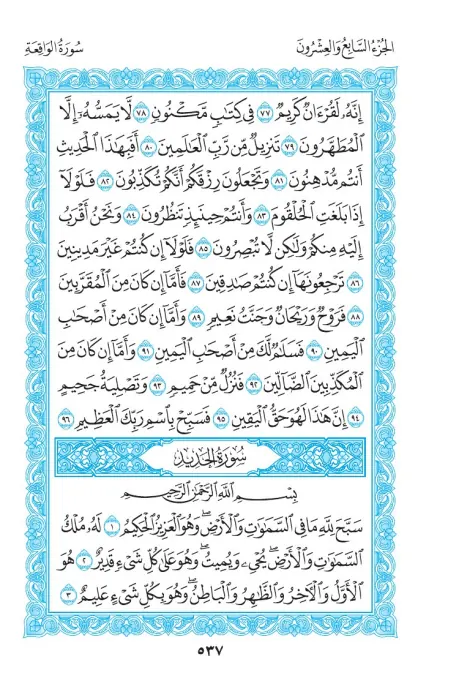 سُورَةُ الوَاقِعَةِ
الجُزْءُ السَّابِعُ وَالعِشْرُونَ
إِنَّهُۥ لَقُرْءَانٌ كَرِيمٌ ٧٧ فِي كِتَٰبٍ مَّكْنُونٍ ٧٨ لَّا يَمَسُّهُۥٓ إِلَّا
ٱلْمُطَهَّرُونَ ٧٩ تَنزِيلٌ مِّن رَّبِّ ٱلْعَٰلَمِينَ ٨٠ أَفَبِهَٰذَا ٱلْحَدِيثِ
أَنتُم مُّدْهِنُونَ ٨١ وَتَجْعَلُونَ رِزْقَكُمْ أَنَّكُمْ تُكَذِّبُونَ ٨٢ فَلَوْلَآ
إِذَا بَلَغَتِ ٱلْحُلْقُومَ ٨٣ وَأَنتُمْ حِينَئِذٍ تَنظُرُونَ ٨٤ وَنَحْنُ أَقْرَبُ
إِلَيْهِ مِنكُمْ وَلَٰكِن لَّا تُبْصِرُونَ ٨٥ فَلَوْلَآ إِن كُنتُمْ غَيْرَ مَدِينِينَ
٨٦ تَرْجِعُونَهَآ إِن كُنتُمْ صَٰدِقِينَ ٨٧ فَأَمَّآ إِن كَانَ مِنَ ٱلْمُقَرَّبِينَ
٨٨ فَرَوْحٌ وَرَيْحَانٌ وَجَنَّتُ نَعِيمٍ ٨٩ وَأَمَّآ إِن كَانَ مِنْ أَصْحَٰبِ
ٱلْيَمِينِ ٩٠ فَسَلَٰمٌ لَّكَ مِنْ أَصْحَٰبِ ٱلْيَمِينِ ٩١ وَأَمَّآ إِن كَانَ مِنَ
ٱلْمُكَذِّبِينَ ٱلضَّآلِّينَ ٩٢ فَنُزُلٌ مِّنْ حَمِيمٍ ٩٣ وَتَصْلِيَةُ جَحِيمٍ
٩٤ إِنَّ هَٰذَا لَهُوَ حَقُّ ٱلْيَقِينِ ٩٥ فَسَبِّحْ بِٱسْمِ رَبِّكَ ٱلْعَظِيمِ ٩٦
سُورَةُ الحَدِيدِ
بِسْمِ ٱللَّهِ ٱلرَّحْمَٰنِ ٱلرَّحِيمِ
سَبَّحَ لِلَّهِ مَا فِي ٱلسَّمَٰوَٰتِ وَٱلْأَرْضِۖ وَهُوَ ٱلْعَزِيزُ ٱلْحَكِيمُ ١ لَهُۥ مُلْكُ
ٱلسَّمَٰوَٰتِ وَٱلْأَرْضِۖ يُحْيِۦ وَيُمِيتُۖ وَهُوَ عَلَىٰ كُلِّ شَيْءٍ قَدِيرٌ ٢ هُوَ
ٱلْأَوَّلُ وَٱلْأٓخِرُ وَٱلظَّٰهِرُ وَٱلْبَاطِنُۖ وَهُوَ بِكُلِّ شَيْءٍ عَلِيمٌ ٣
٥٣٧